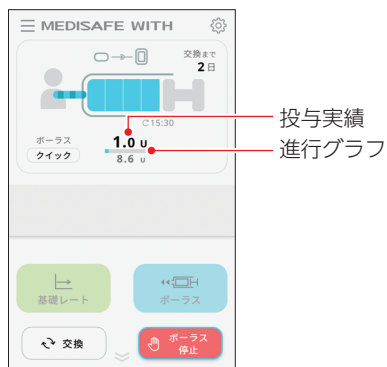 MEDISAFE WITH
交換まで
2日
15:30
ボーラス
クイック
1.0 U
8.6 U
投与実績
進行グラフ
基礎レート
ボーラス
交換
ボーラス
停止